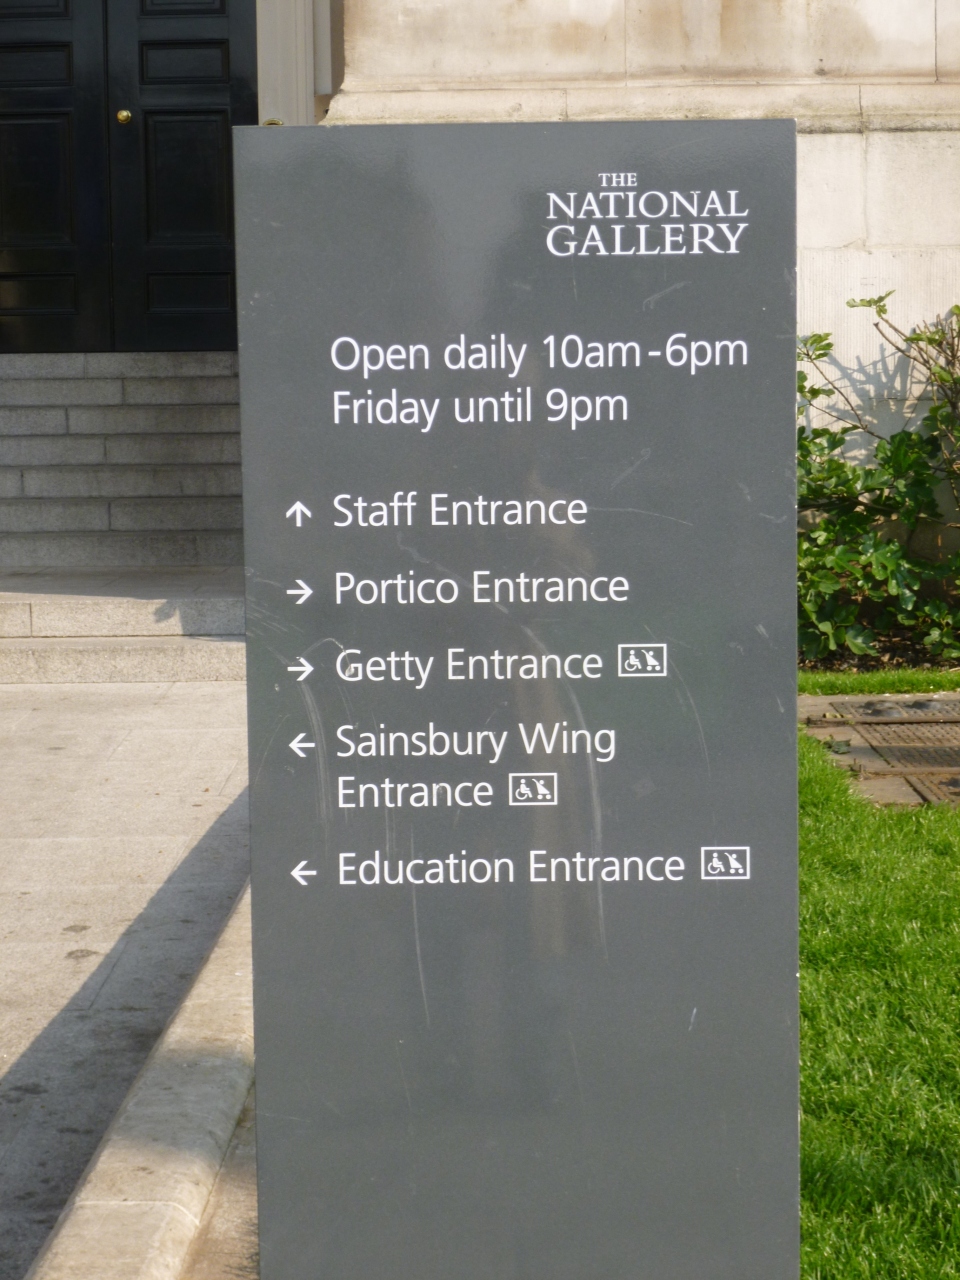 THE
NATIONAL
GALLERY
Open daily 10am-6pm
Friday until 9pm
↑ Staff Entrance
→ Portico Entrance
→ Getty Entrance
← Sainsbury Wing
Entrance
← Education Entrance